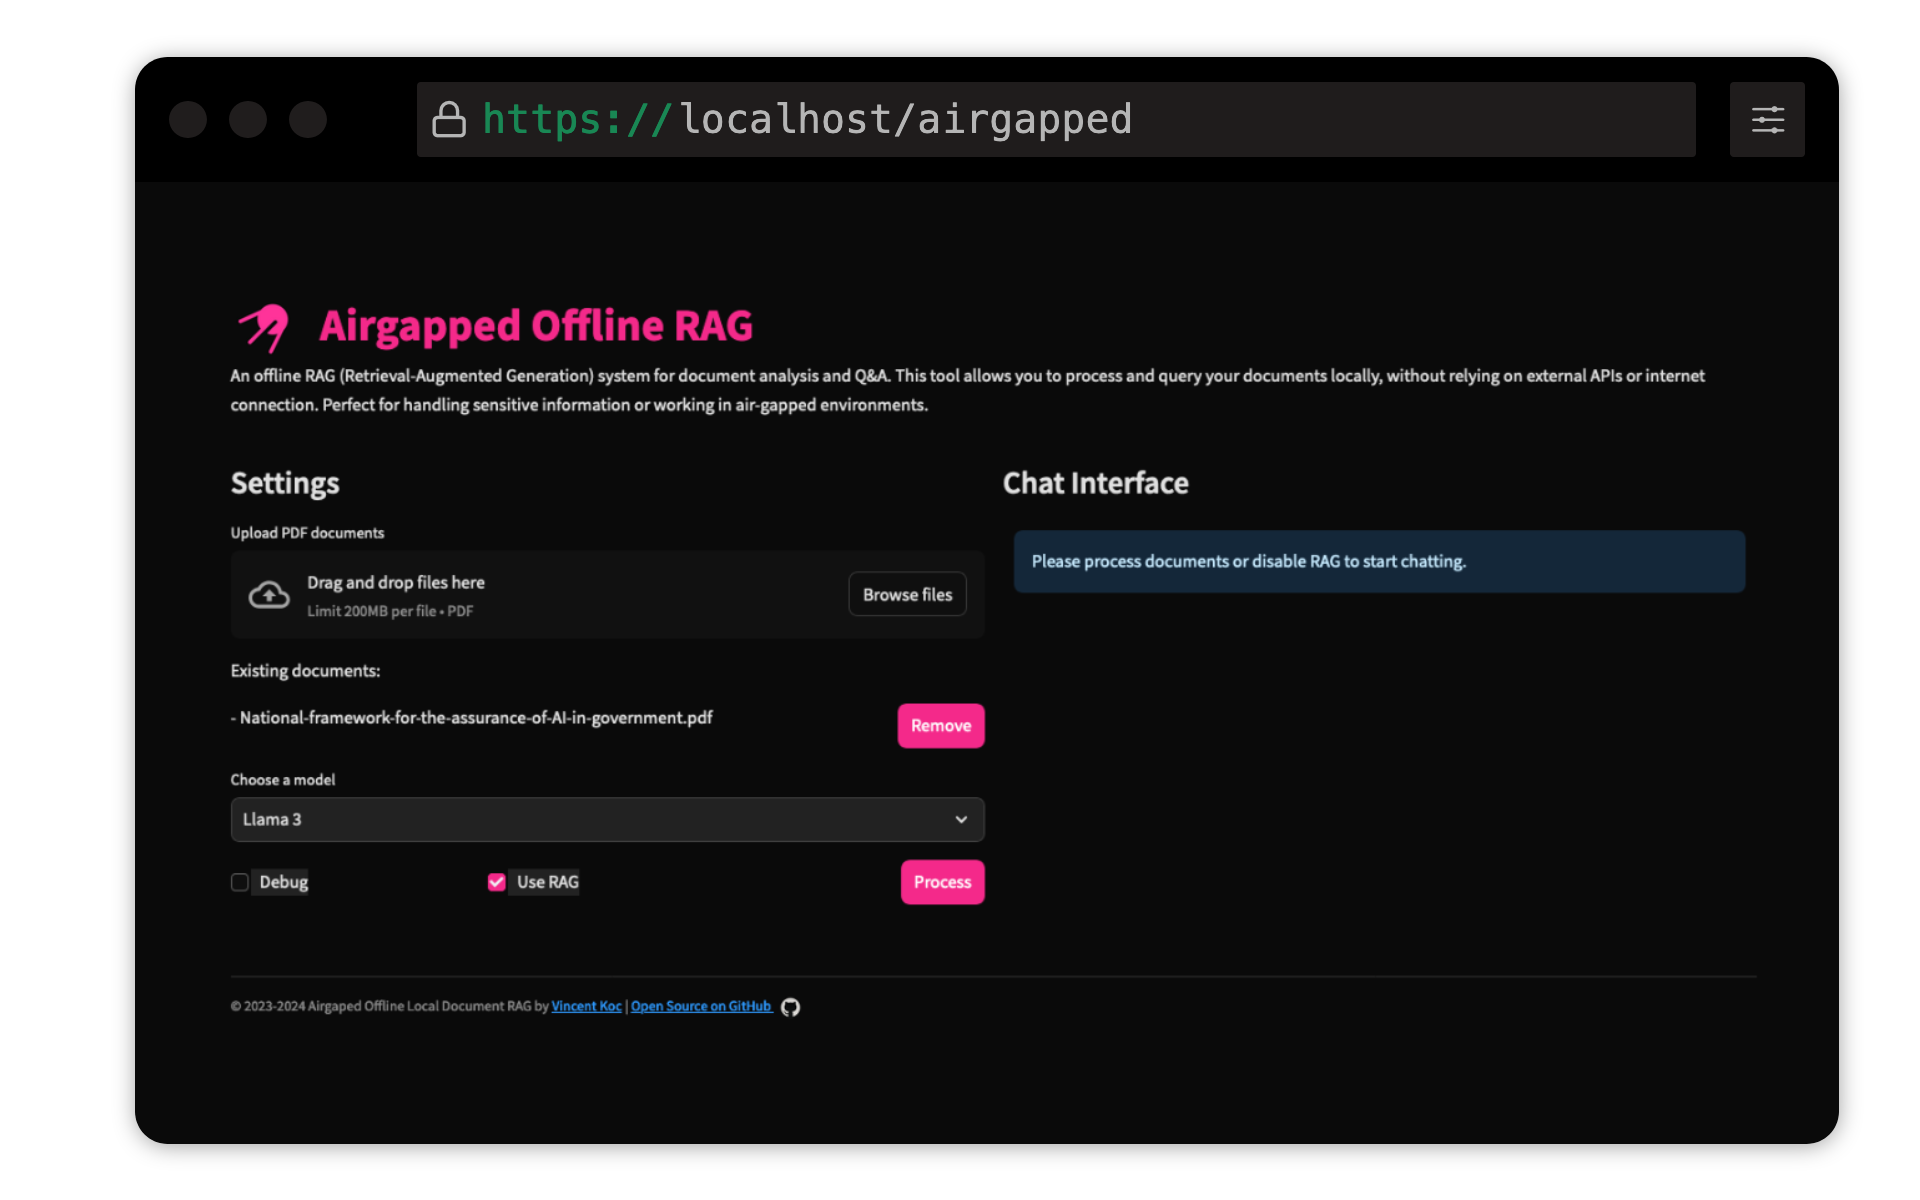 https://localhost/airgapped
Airgapped Offline RAG
An offline RAG (Retrieval-Augmented Generation) system for document analysis and Q&A. This tool allows you to process and query your documents locally, without relying on external APIs or internet
connection. Perfect for handling sensitive information or working in air-gapped environments.
Settings
Upload PDF documents
Drag and drop files here
Limit 200MB per file • PDF
Browse files
Existing documents:
- National-framework-for-the-assurance-of-AI-in-government.pdf
Remove
Choose a model
Llama 3
Debug
Use RAG
Process
Chat Interface
Please process documents or disable RAG to start chatting.
© 2023-2024 Airgaped Offline Local Document RAG by Vincent Koc | Open Source on GitHub